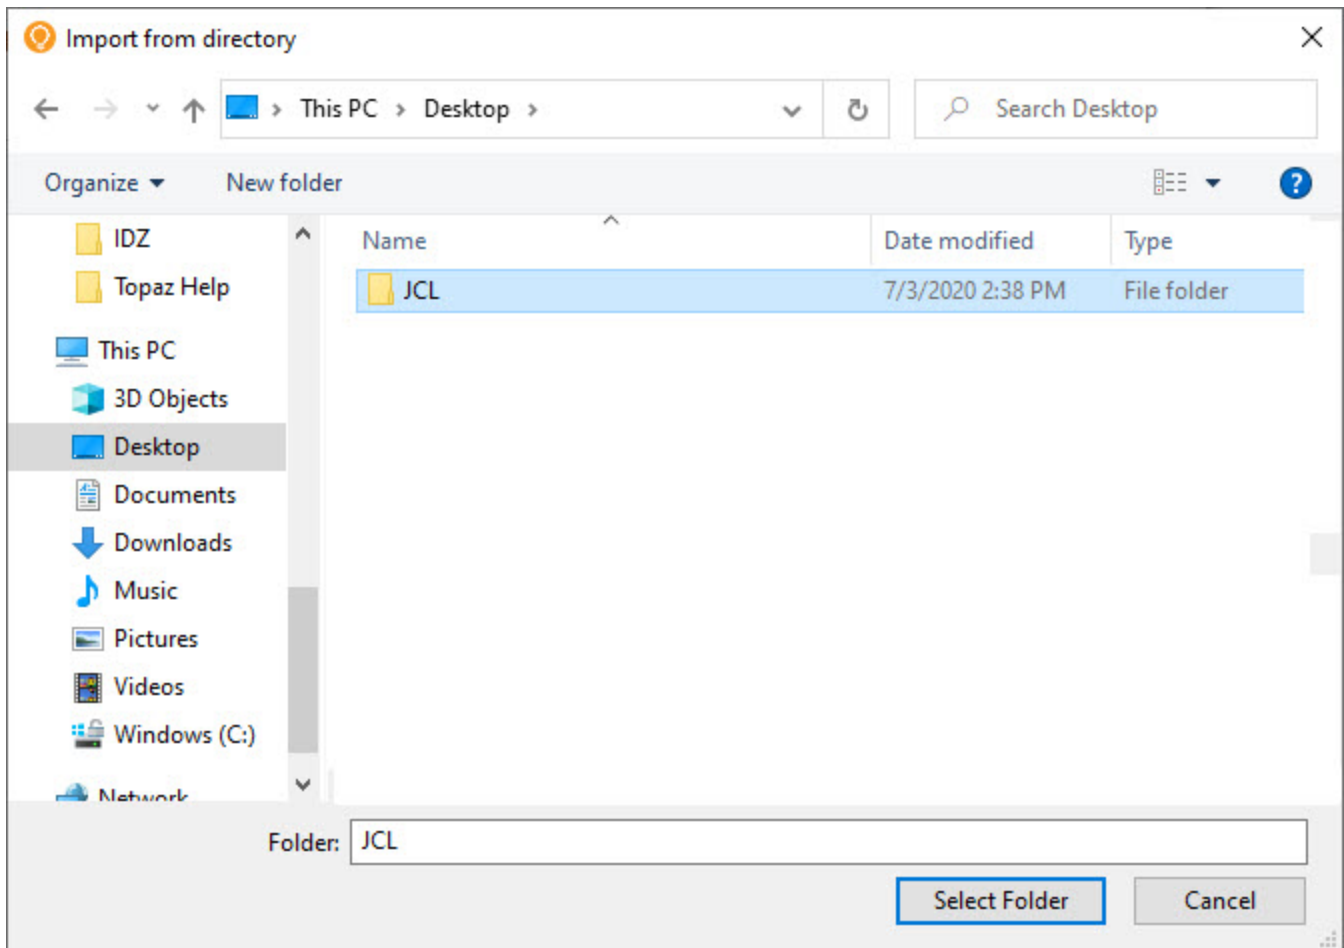 Import from directory
This PC > Desktop >
Search Desktop
Organize
New folder
?
IDZ
Topaz Help
This PC
3D Objects
Desktop
Documents
Downloads
Music
Pictures
Videos
Windows (C:)
Network
Name Date modified Type
JCL 7/3/2020 2:38 PM File folder
Folder: JCL
Select Folder Cancel